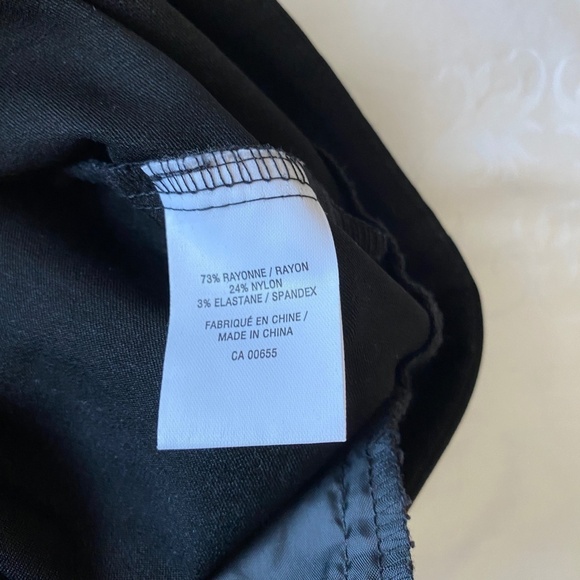 73% RAYONNE / RAYON
24% NYLON
3% ELASTANE / SPANDEX
FABRIQUÉ EN CHINE /
MADE IN CHINA
CA 00655